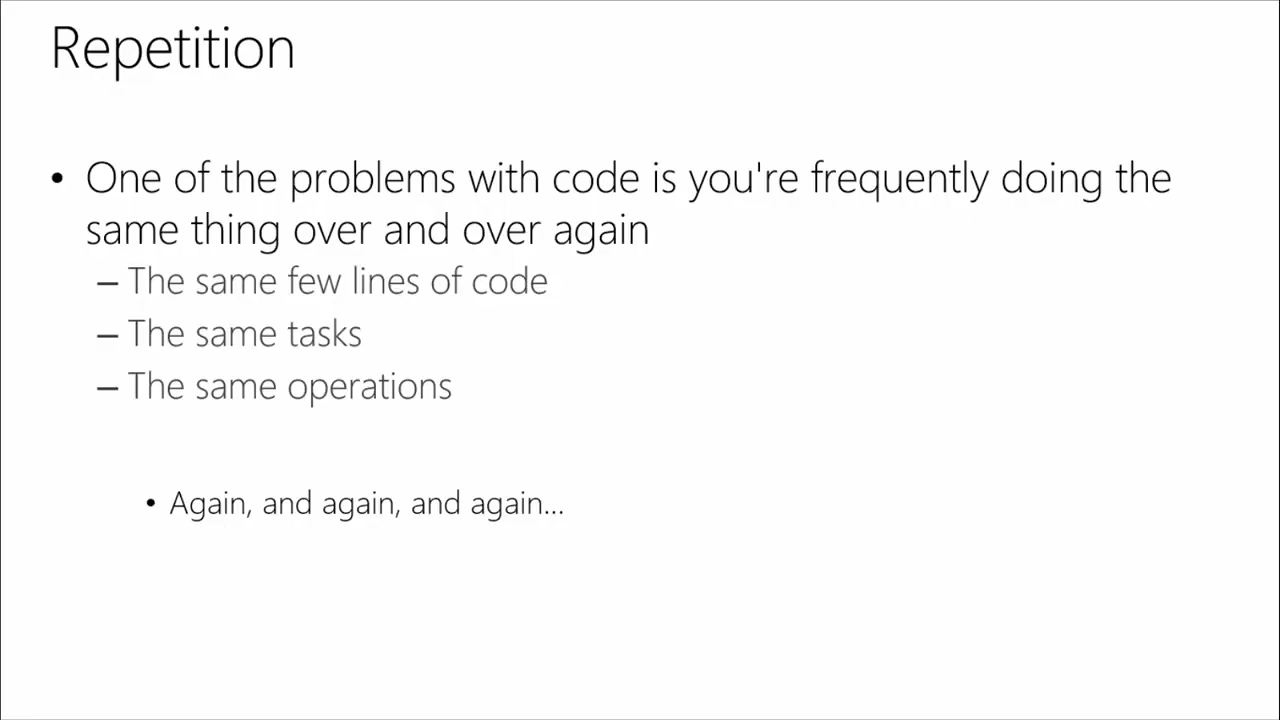 Repetition
• One of the problems with code is you're frequently doing the
same thing over and over again
– The same few lines of code
– The same tasks
– The same operations
• Again, and again, and again...